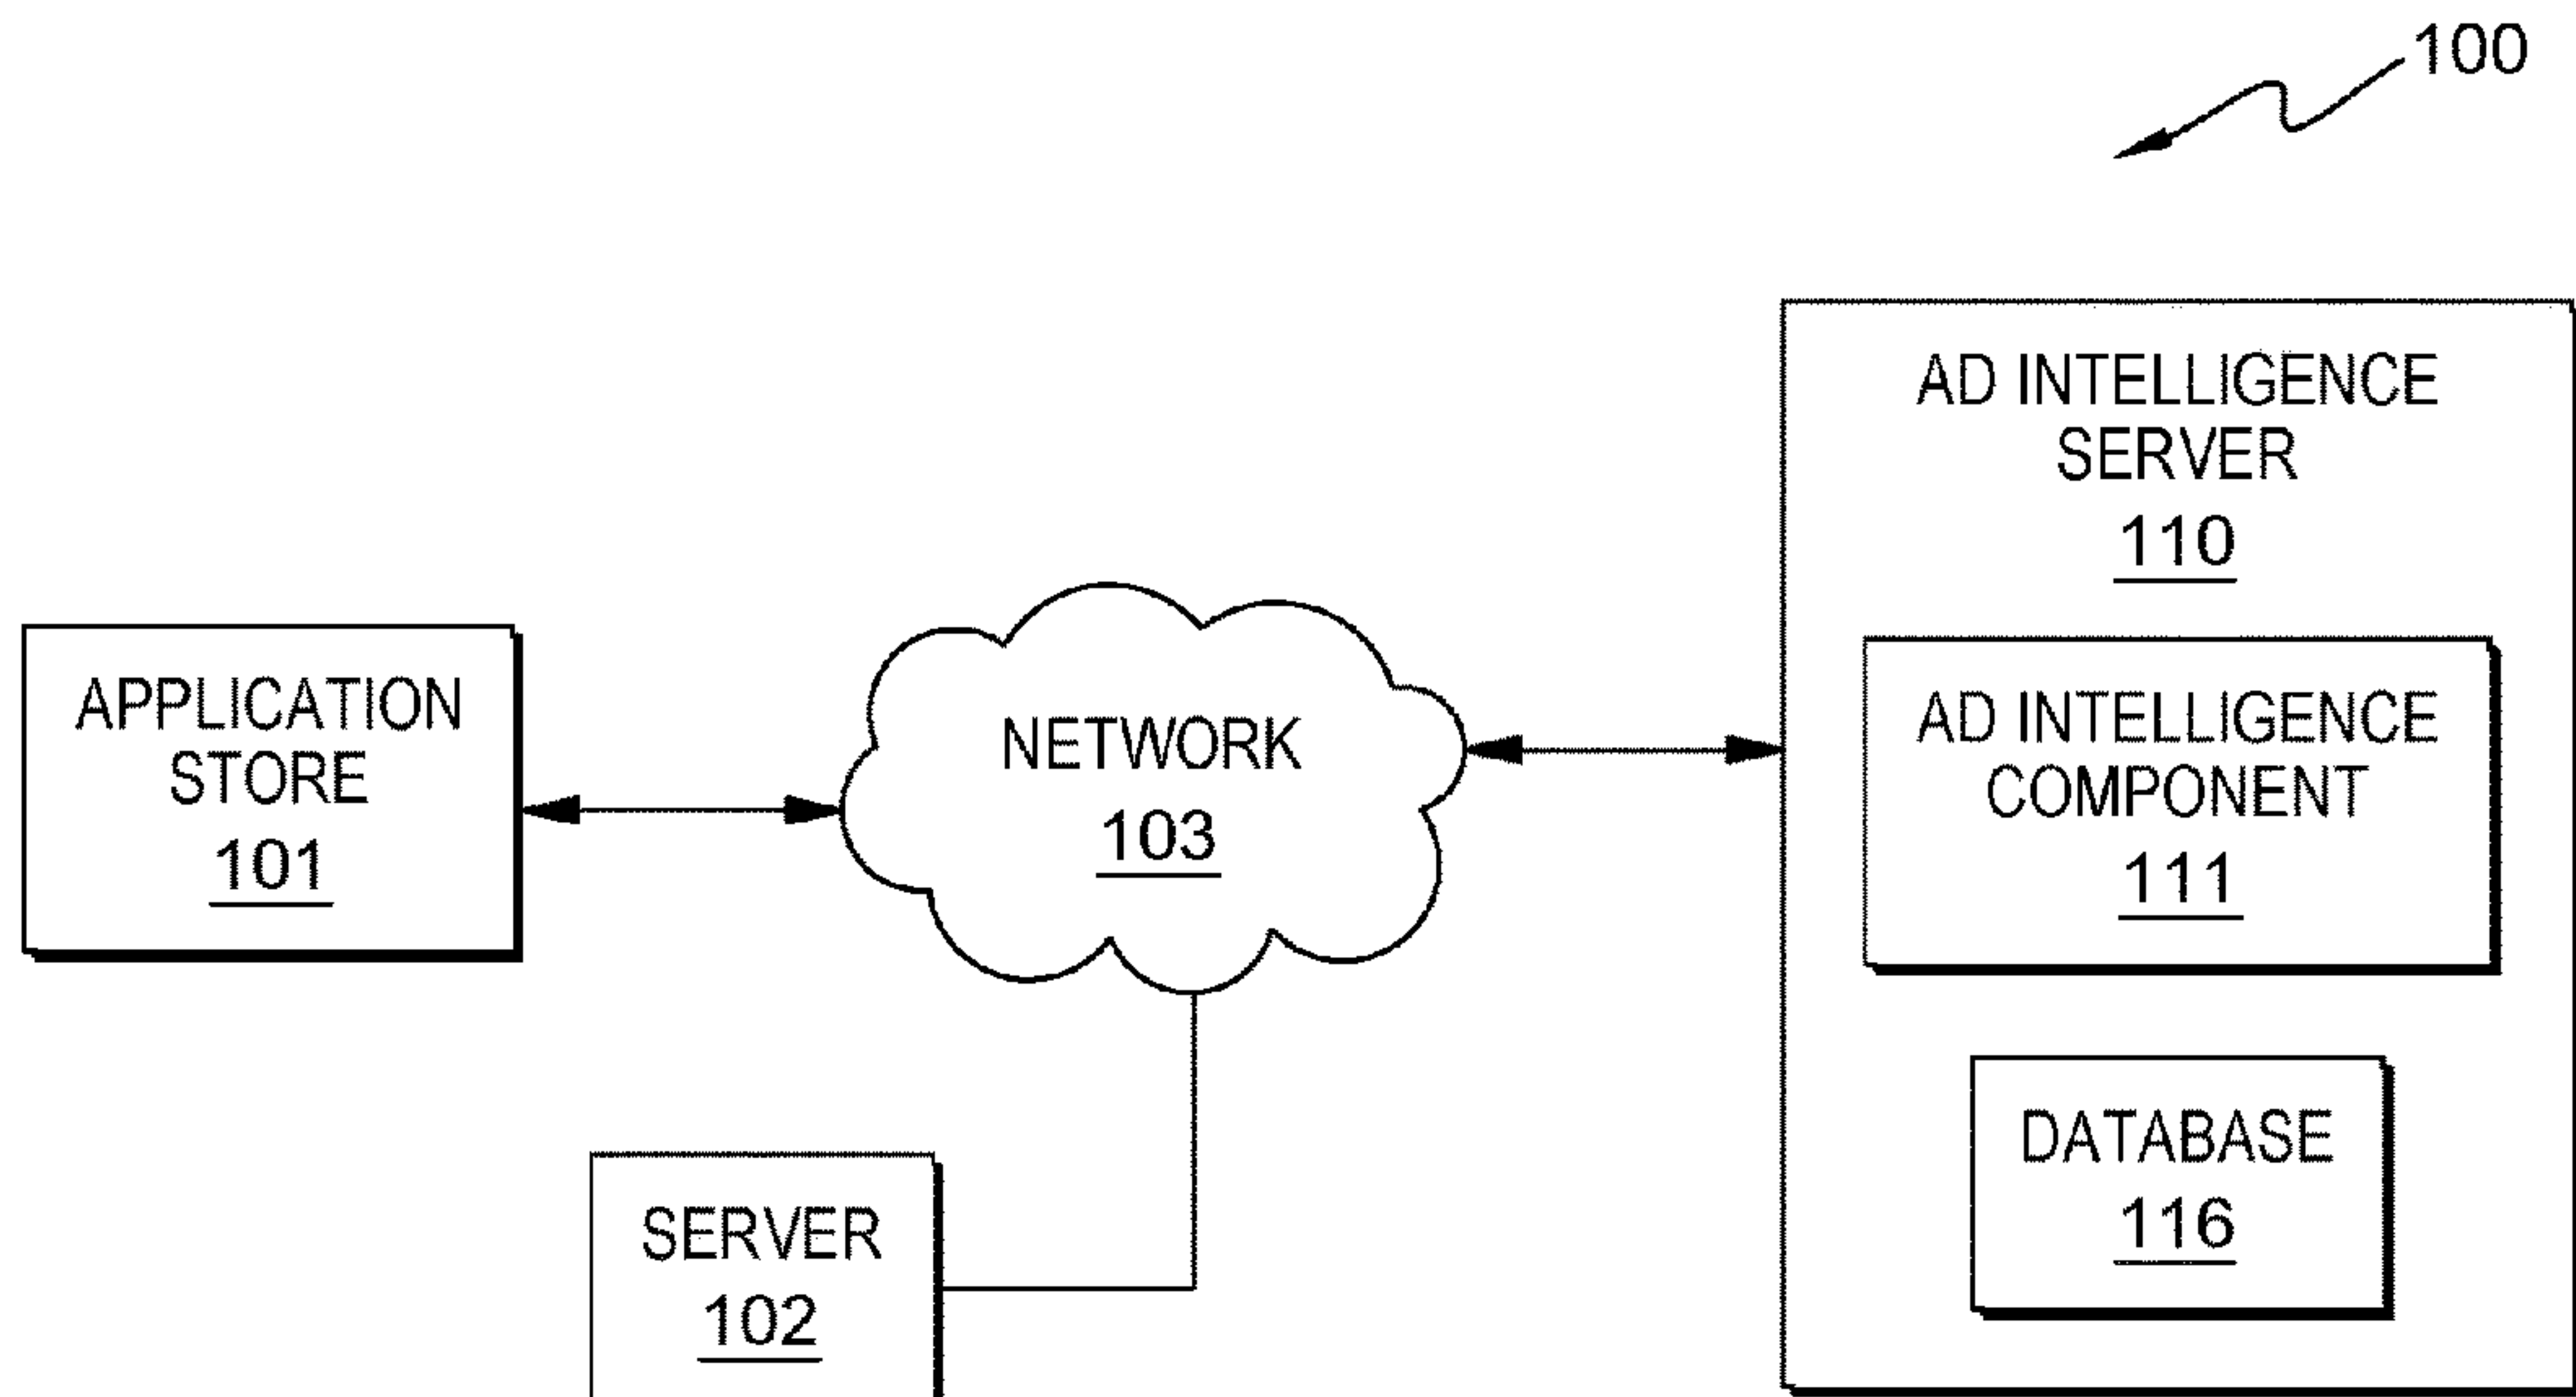 100
APPLICATION
STORE
101
NETWORK
103
AD INTELLIGENCE
SERVER
110
AD INTELLIGENCE
COMPONENT
111
DATABASE
116
SERVER
102